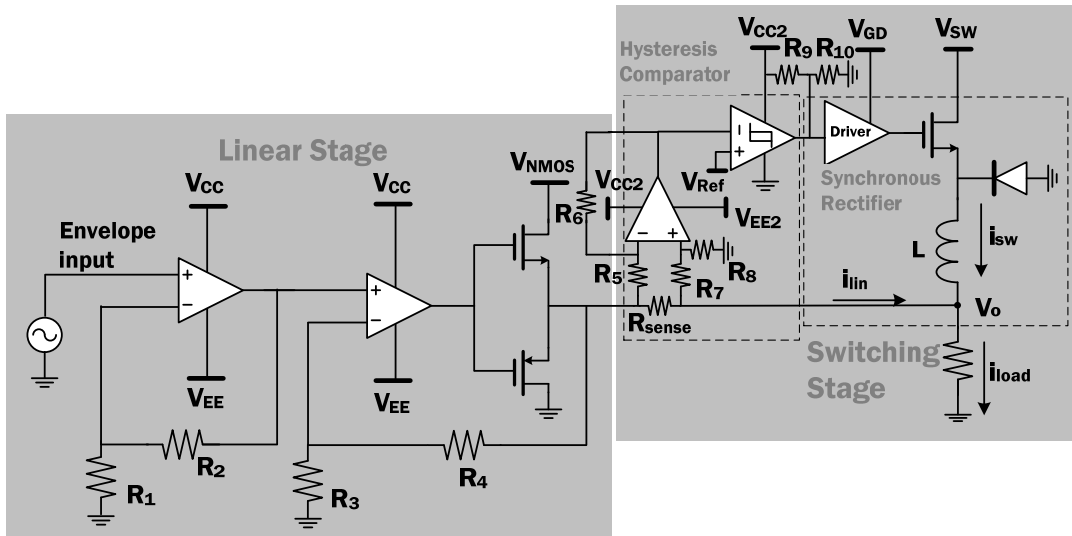 Linear Stage
Envelope
input
VCC
VEE
R1
R2
VCC
VEE
R3
R4
VNMOS
Hysteresis
Comparator
VCC2
R9
R10
VGD
VSW
VCC2
R6
−
+
VRef
Driver
VEE2
R5
R7
R8
Rsense
Synchronous
Rectifier
L
isw
ilin
Vo
Switching
Stage
iload
+
−
+
−
−
+